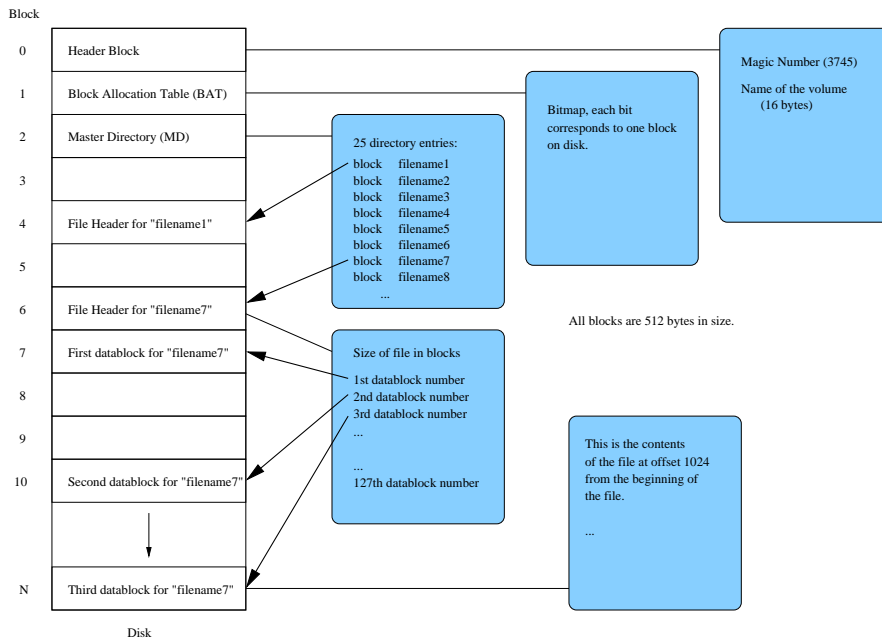 Block
0
Header Block
1
Block Allocation Table (BAT)
2
Master Directory (MD)
3
4
File Header for "filename1"
5
6
File Header for "filename7"
7
First datablock for "filename7"
8
9
10
Second datablock for "filename7"
N
Third datablock for "filename7"
Disk
25 directory entries:
block filename1
block filename2
block filename3
block filename4
block filename5
block filename6
block filename7
block filename8
...
Size of file in blocks
1st datablock number
2nd datablock number
3rd datablock number
...
...
127th datablock number
Bitmap, each bit
corresponds to one block
on disk.
Magic Number (3745)
Name of the volume
(16 bytes)
All blocks are 512 bytes in size.
This is the contents
of the file at offset 1024
from the beginning of
the file.
...